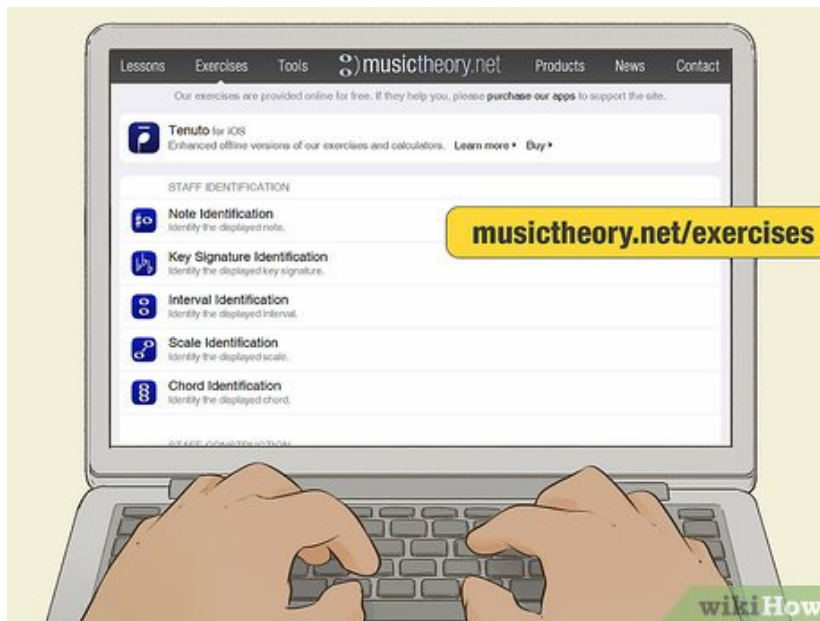 Lessons Exercises Tools musictheory.net Products News Contact
Our exercises are provided online for free. If they help you, please purchase our apps to support the site.
Tenuto for iOS
Enhanced offline versions of our exercises and calculators. Learn more Buy
STAFF IDENTIFICATION
Note Identification
Identify the displayed note.
musictheory.net/exercises
Key Signature Identification
Identify the displayed key signature.
Interval Identification
Identify the displayed interval.
Scale Identification
Identify the displayed scale.
Chord Identification
Identify the displayed chord.
STAFF CONSTRUCTION
wikiHow